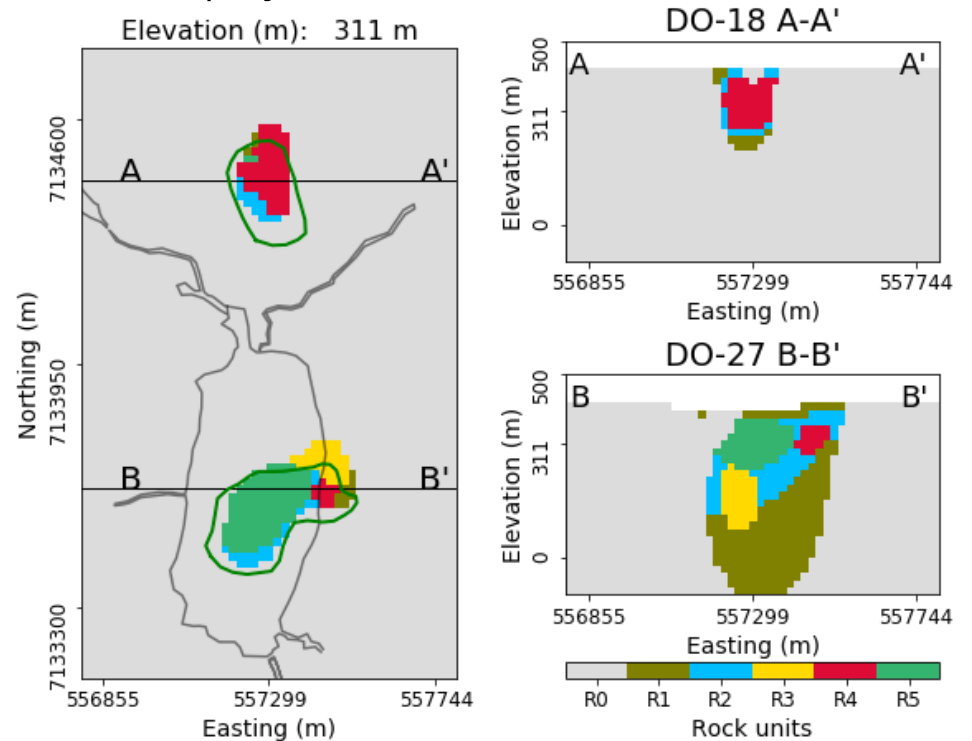 Elevation (m):   311 m
7134600
7133950
7133300
Northing (m)
A
A'
B
B'
556855
557299
557744
Easting (m)
DO-18 A-A'
500
311
0
Elevation (m)
A
A'
556855
557299
557744
Easting (m)
DO-27 B-B'
500
311
0
Elevation (m)
B
B'
556855
557299
557744
Easting (m)
R0
R1
R2
R3
R4
R5
Rock units